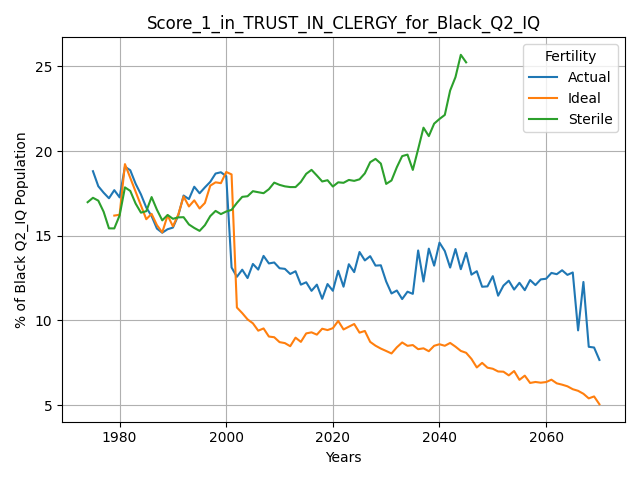 Score_1_in_TRUST_IN_CLERGY_for_Black_Q2_IQ
% of Black Q2_IQ Population
25
20
15
10
5
Fertility
Actual
Ideal
Sterile
1980 2000 2020 2040 2060
Years